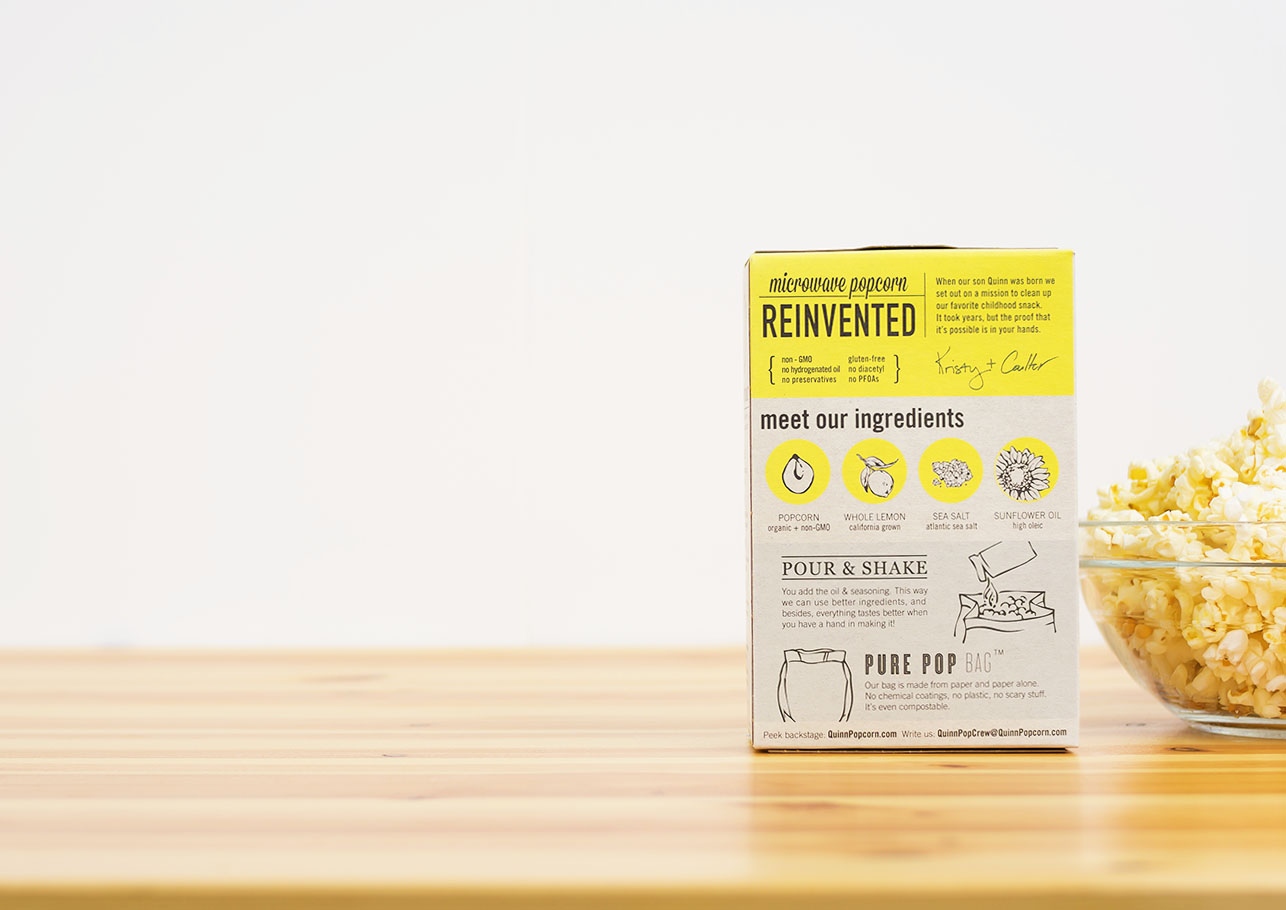 microwave popcorn
REINVENTED
When our son Quinn was born we
set out on a mission to clean up
our favorite childhood snack.
It took years, but the proof that
it's possible is in your hands.
{ non - GMO gluten-free }
no hydrogenated oil no diacetyl
no preservatives no PFOAs
Kristy + Coulter
meet our ingredients
POPCORN
organic + non-GMO
WHOLE LEMON
california grown
SEA SALT
atlantic sea salt
SUNFLOWER OIL
high oleic
POUR & SHAKE
You add the oil & seasoning. This way
we can use better ingredients, and
besides, everything tastes better when
you have a hand in making it!
PURE POP BAG™
Our bag is made from paper and paper alone.
No chemical coatings, no plastic, no scary stuff.
It's even compostable.
Peek backstage: QuinnPopcorn.com Write us: QuinnPopCrew@QuinnPopcorn.com